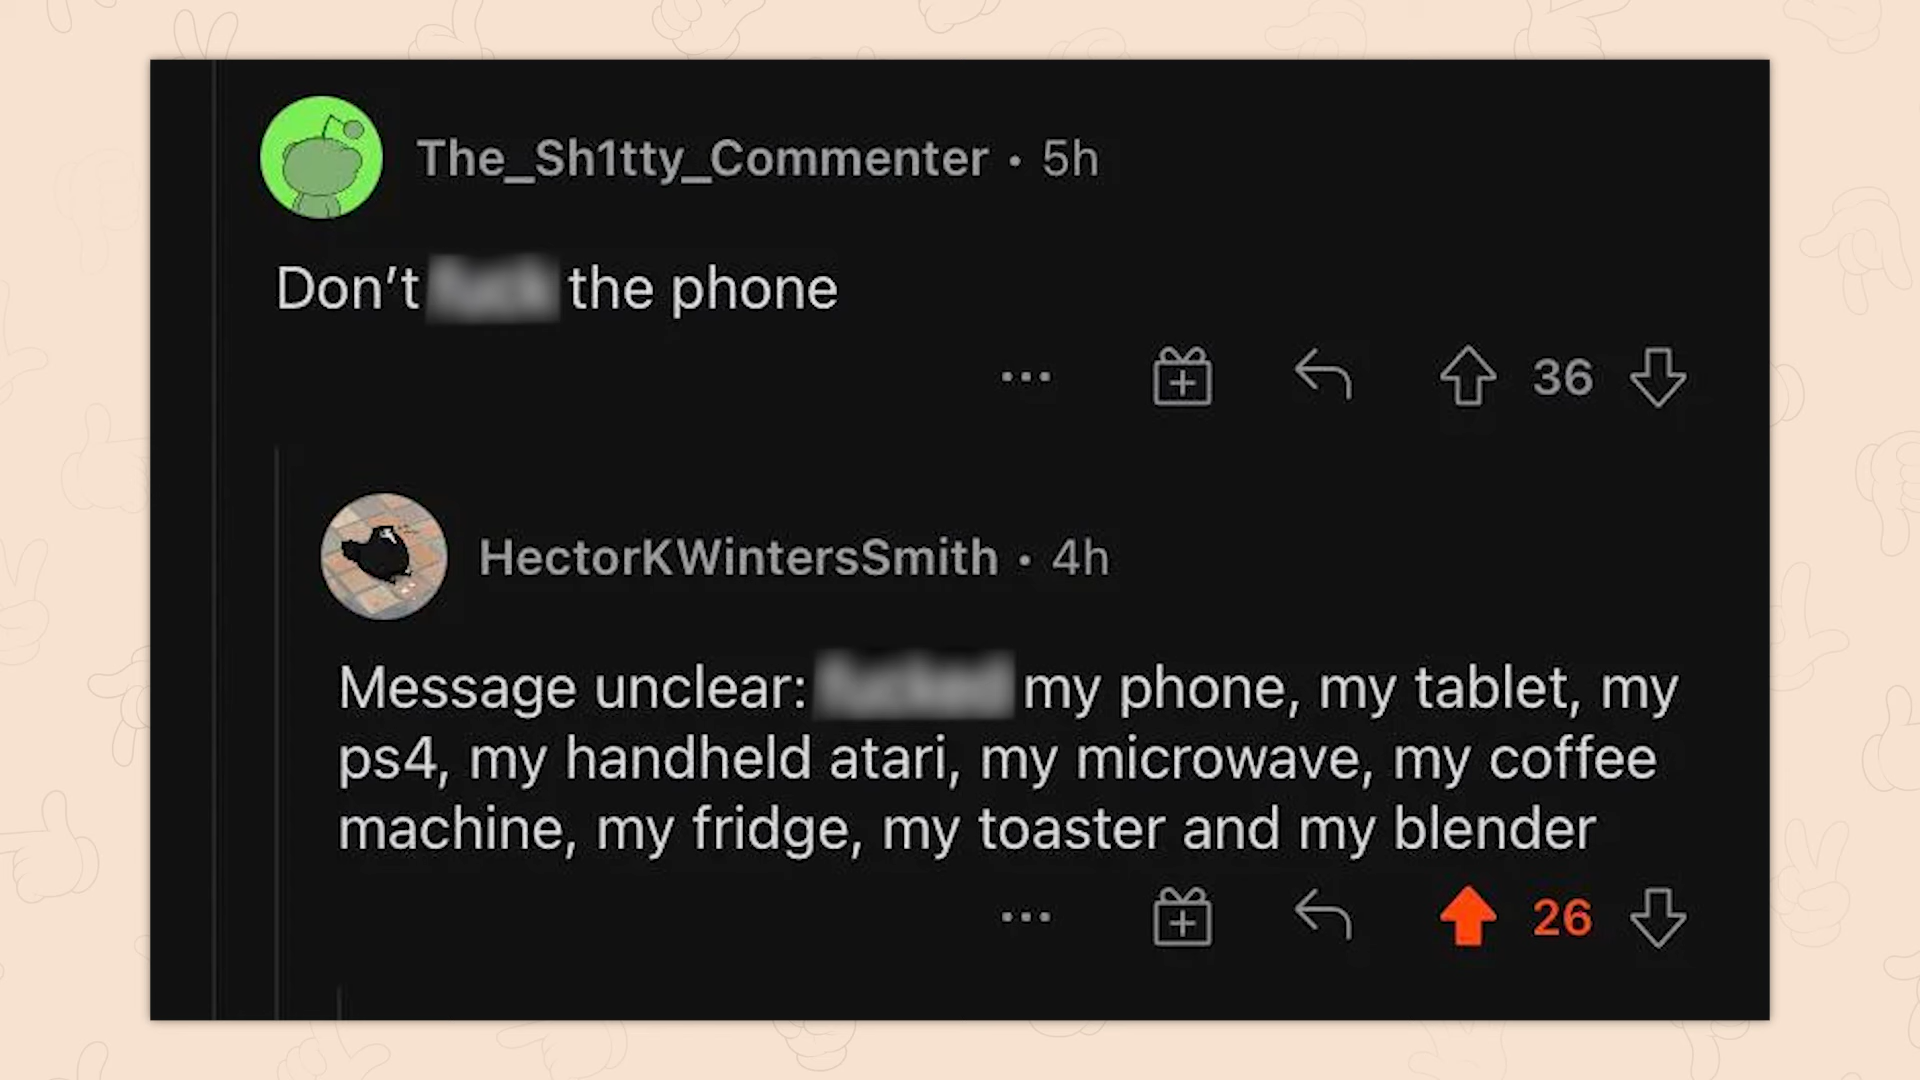 The_Sh1tty_Commenter • 5h
Don’t the phone
36
HectorKWintersSmith • 4h
Message unclear: my phone, my tablet, my
ps4, my handheld atari, my microwave, my coffee
machine, my fridge, my toaster and my blender
26